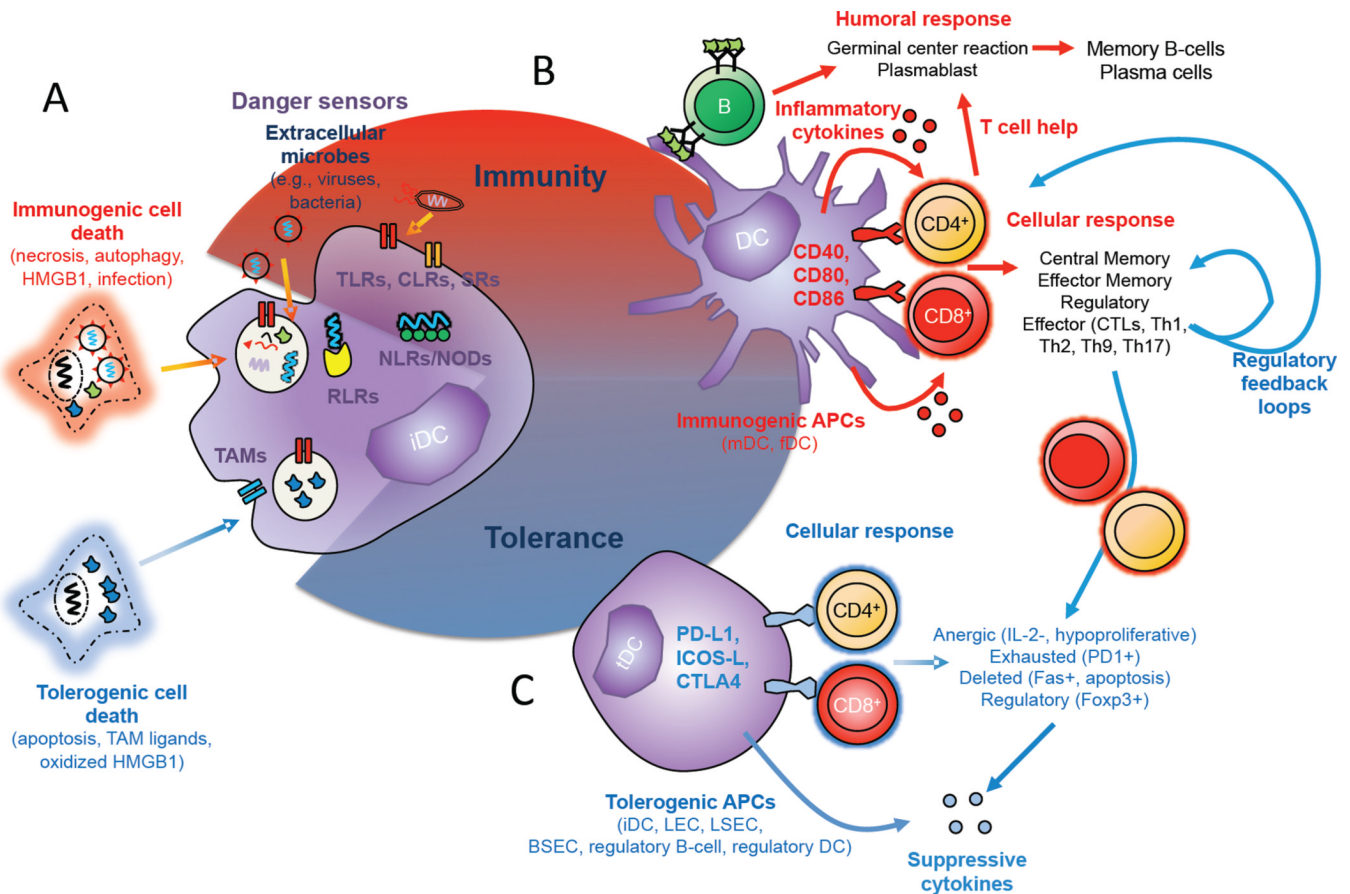 A
Danger sensors
Extracellular
microbes
(e.g., viruses,
bacteria)
Immunogenic cell
death
(necrosis, autophagy,
HMGB1, infection)
Immunity
TLRs, CLRs, SRs
NLRs/NODs
RLRs
iDC
TAMs
Tolerance
Tolerogenic cell
death
(apoptosis, TAM ligands,
oxidized HMGB1)
B
B
Humoral response
Germinal center reaction
Plasmablast
Memory B-cells
Plasma cells
Inflammatory
cytokines
T cell help
DC
CD40,
CD80,
CD86
CD4+
CD8+
Cellular response
Central Memory
Effector Memory
Regulatory
Effector (CTLs, Th1,
Th2, Th9, Th17)
Regulatory
feedback
loops
Immunogenic APCs
(mDC, fDC)
C
Cellular response
tDC
PD-L1,
ICOS-L,
CTLA4
CD4+
CD8+
Anergic (IL-2-, hypoproliferative)
Exhausted (PD1+)
Deleted (Fas+, apoptosis)
Regulatory (Foxp3+)
Tolerogenic APCs
(iDC, LEC, LSEC,
BSEC, regulatory B-cell, regulatory DC)
Suppressive
cytokines